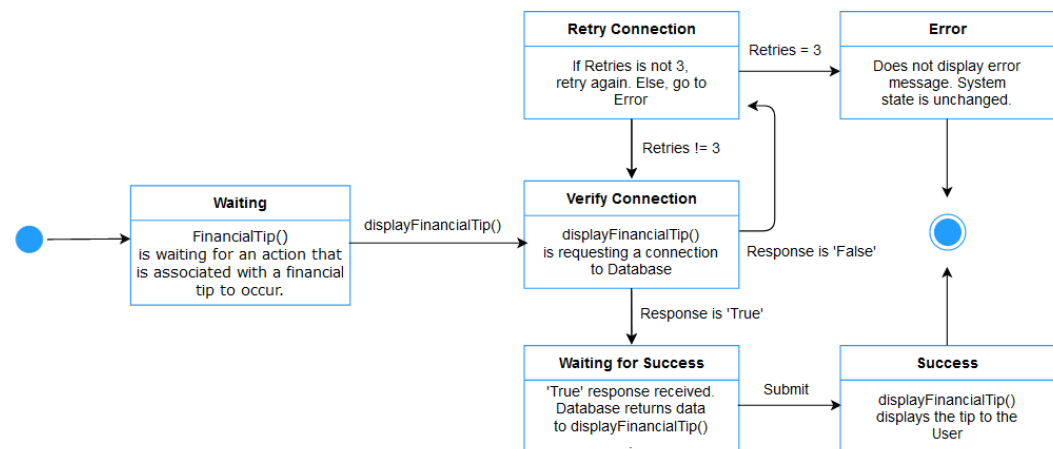 Retry Connection
If Retries is not 3,
retry again. Else, go to
Error
Retries = 3
Error
Does not display error
message. System
state is unchanged.
Retries != 3
Waiting
FinancialTip()
is waiting for an action that
is associated with a financial
tip to occur.
displayFinancialTip()
Verify Connection
displayFinancialTip()
is requesting a connection
to Database
Response is 'False'
Response is 'True'
Waiting for Success
'True' response received.
Database returns data
to displayFinancialTip()
.
Submit
Success
displayFinancialTip()
displays the tip to the
User